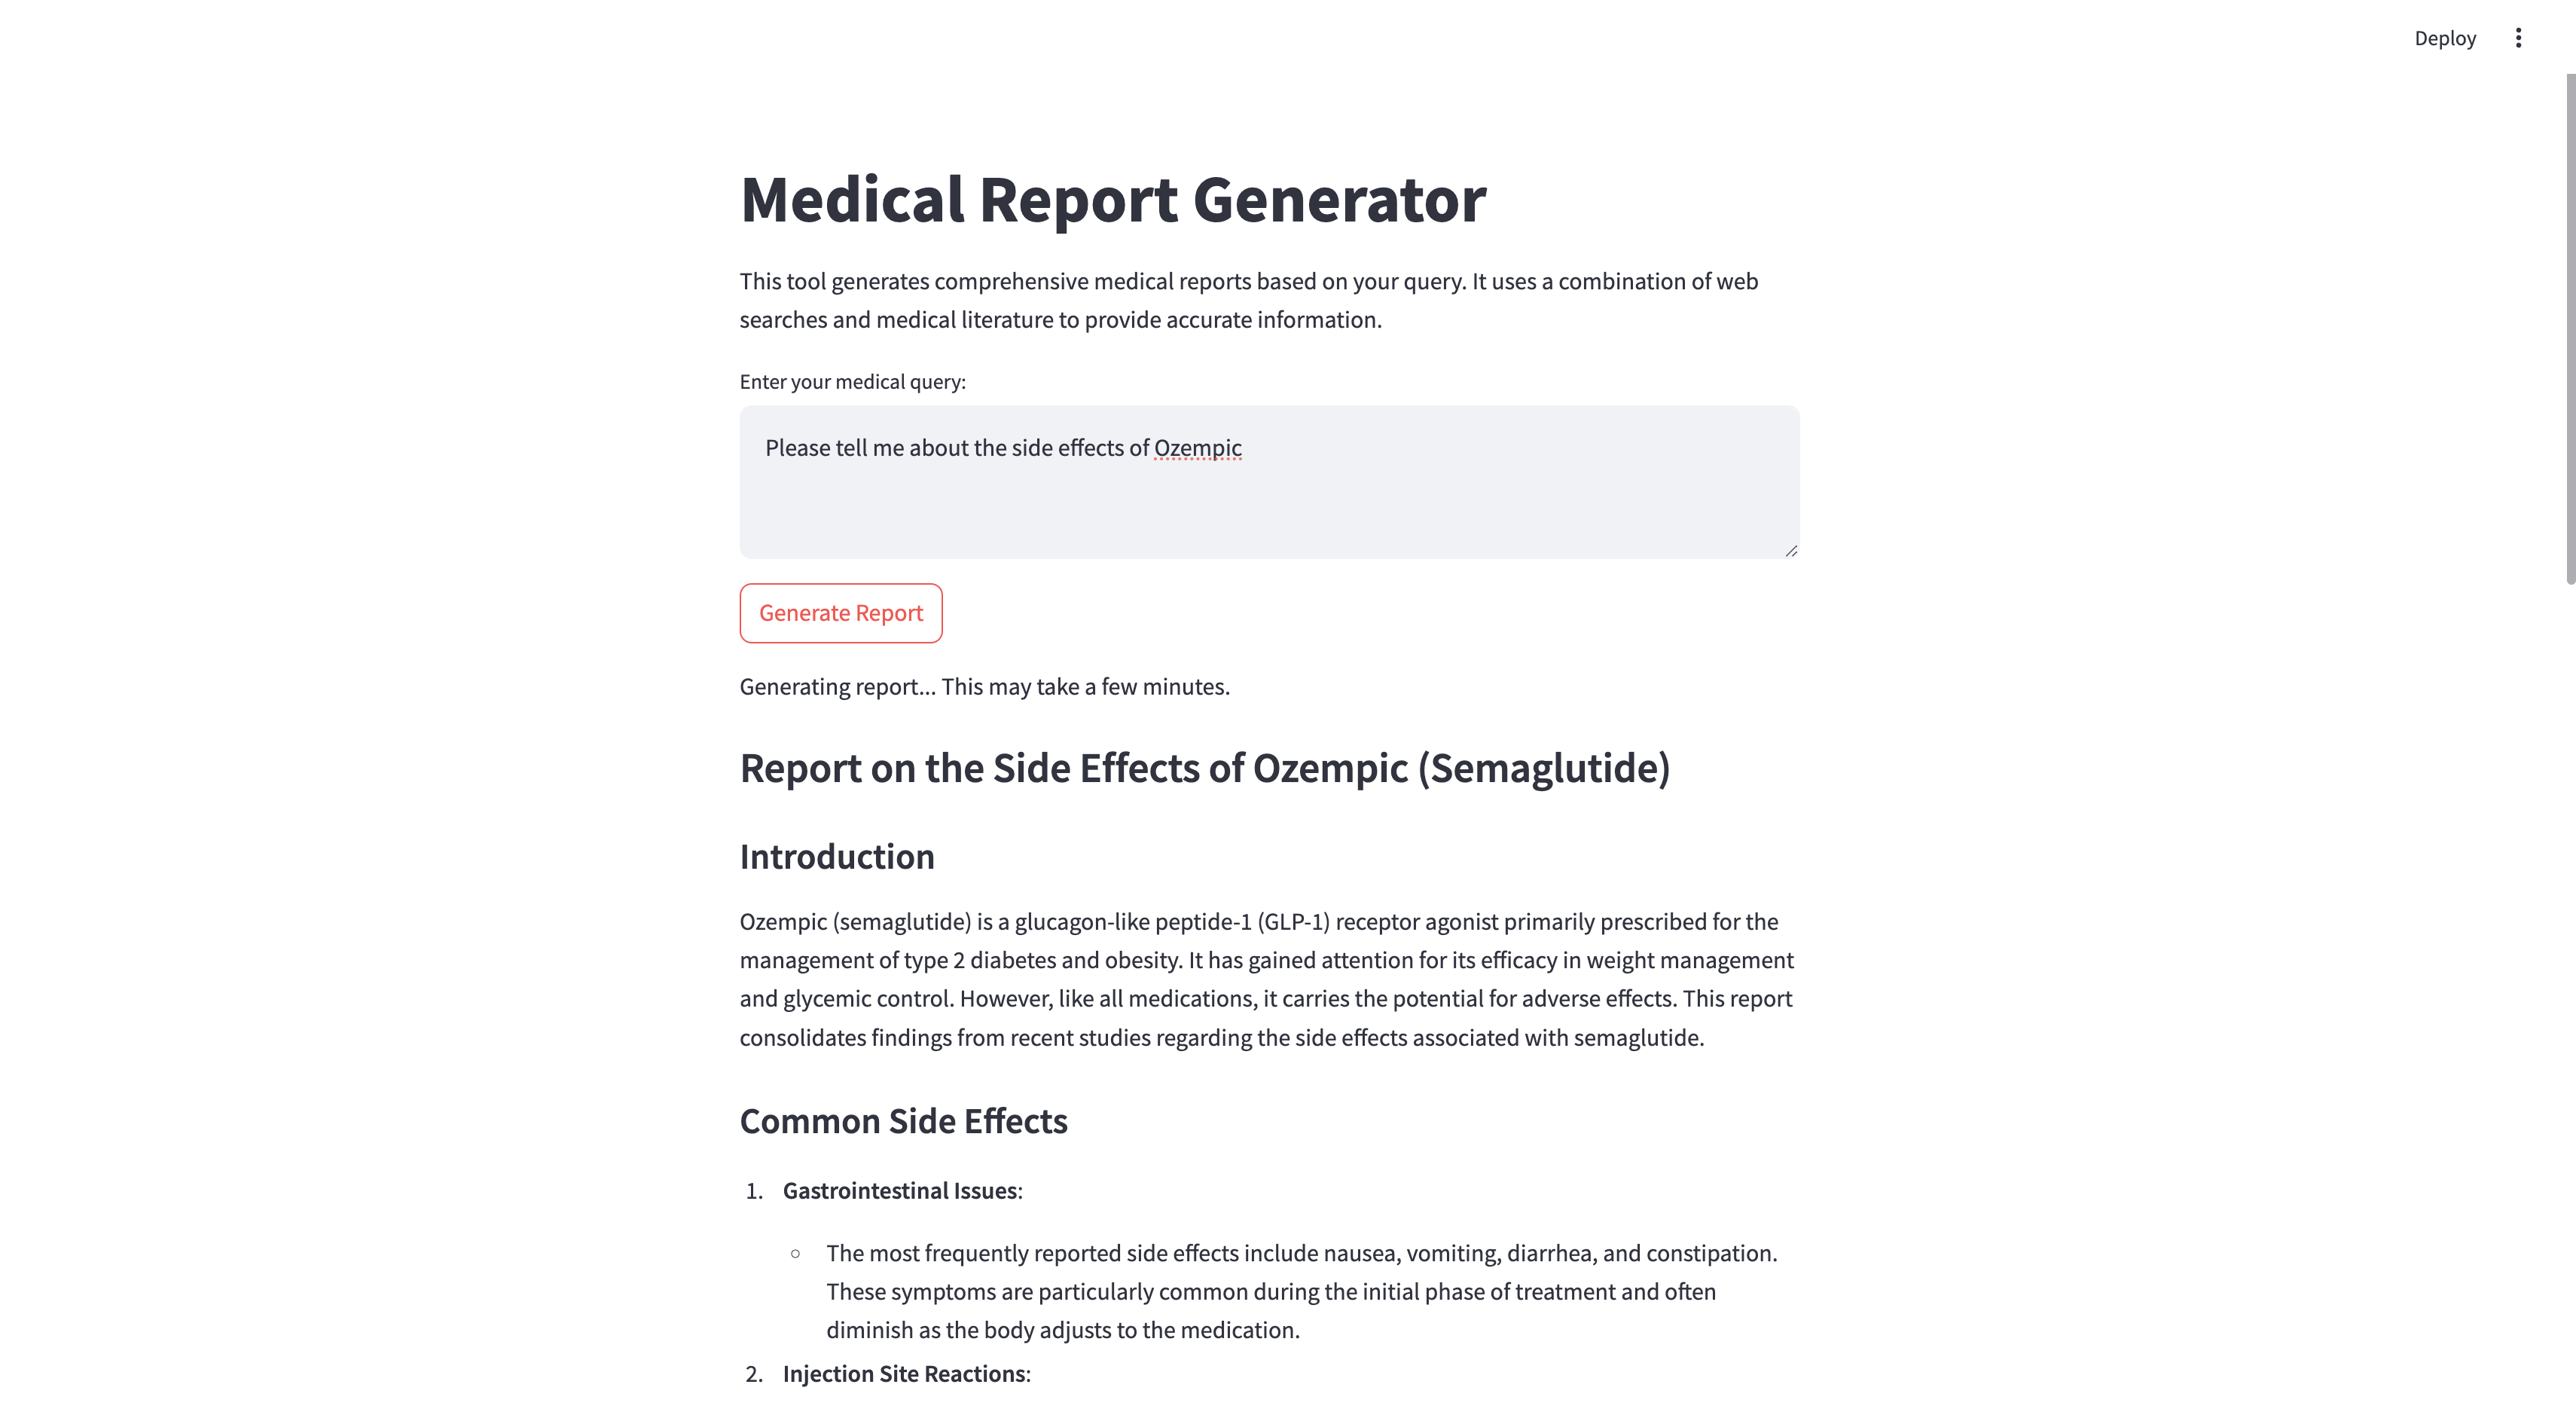 Deploy
Medical Report Generator
This tool generates comprehensive medical reports based on your query. It uses a combination of web
searches and medical literature to provide accurate information.
Enter your medical query:
Please tell me about the side effects of Ozempic
Generate Report
Generating report... This may take a few minutes.
Report on the Side Effects of Ozempic (Semaglutide)
Introduction
Ozempic (semaglutide) is a glucagon-like peptide-1 (GLP-1) receptor agonist primarily prescribed for the
management of type 2 diabetes and obesity. It has gained attention for its efficacy in weight management
and glycemic control. However, like all medications, it carries the potential for adverse effects. This report
consolidates findings from recent studies regarding the side effects associated with semaglutide.
Common Side Effects
1. Gastrointestinal Issues:
○ The most frequently reported side effects include nausea, vomiting, diarrhea, and constipation.
These symptoms are particularly common during the initial phase of treatment and often
diminish as the body adjusts to the medication.
2. Injection Site Reactions: